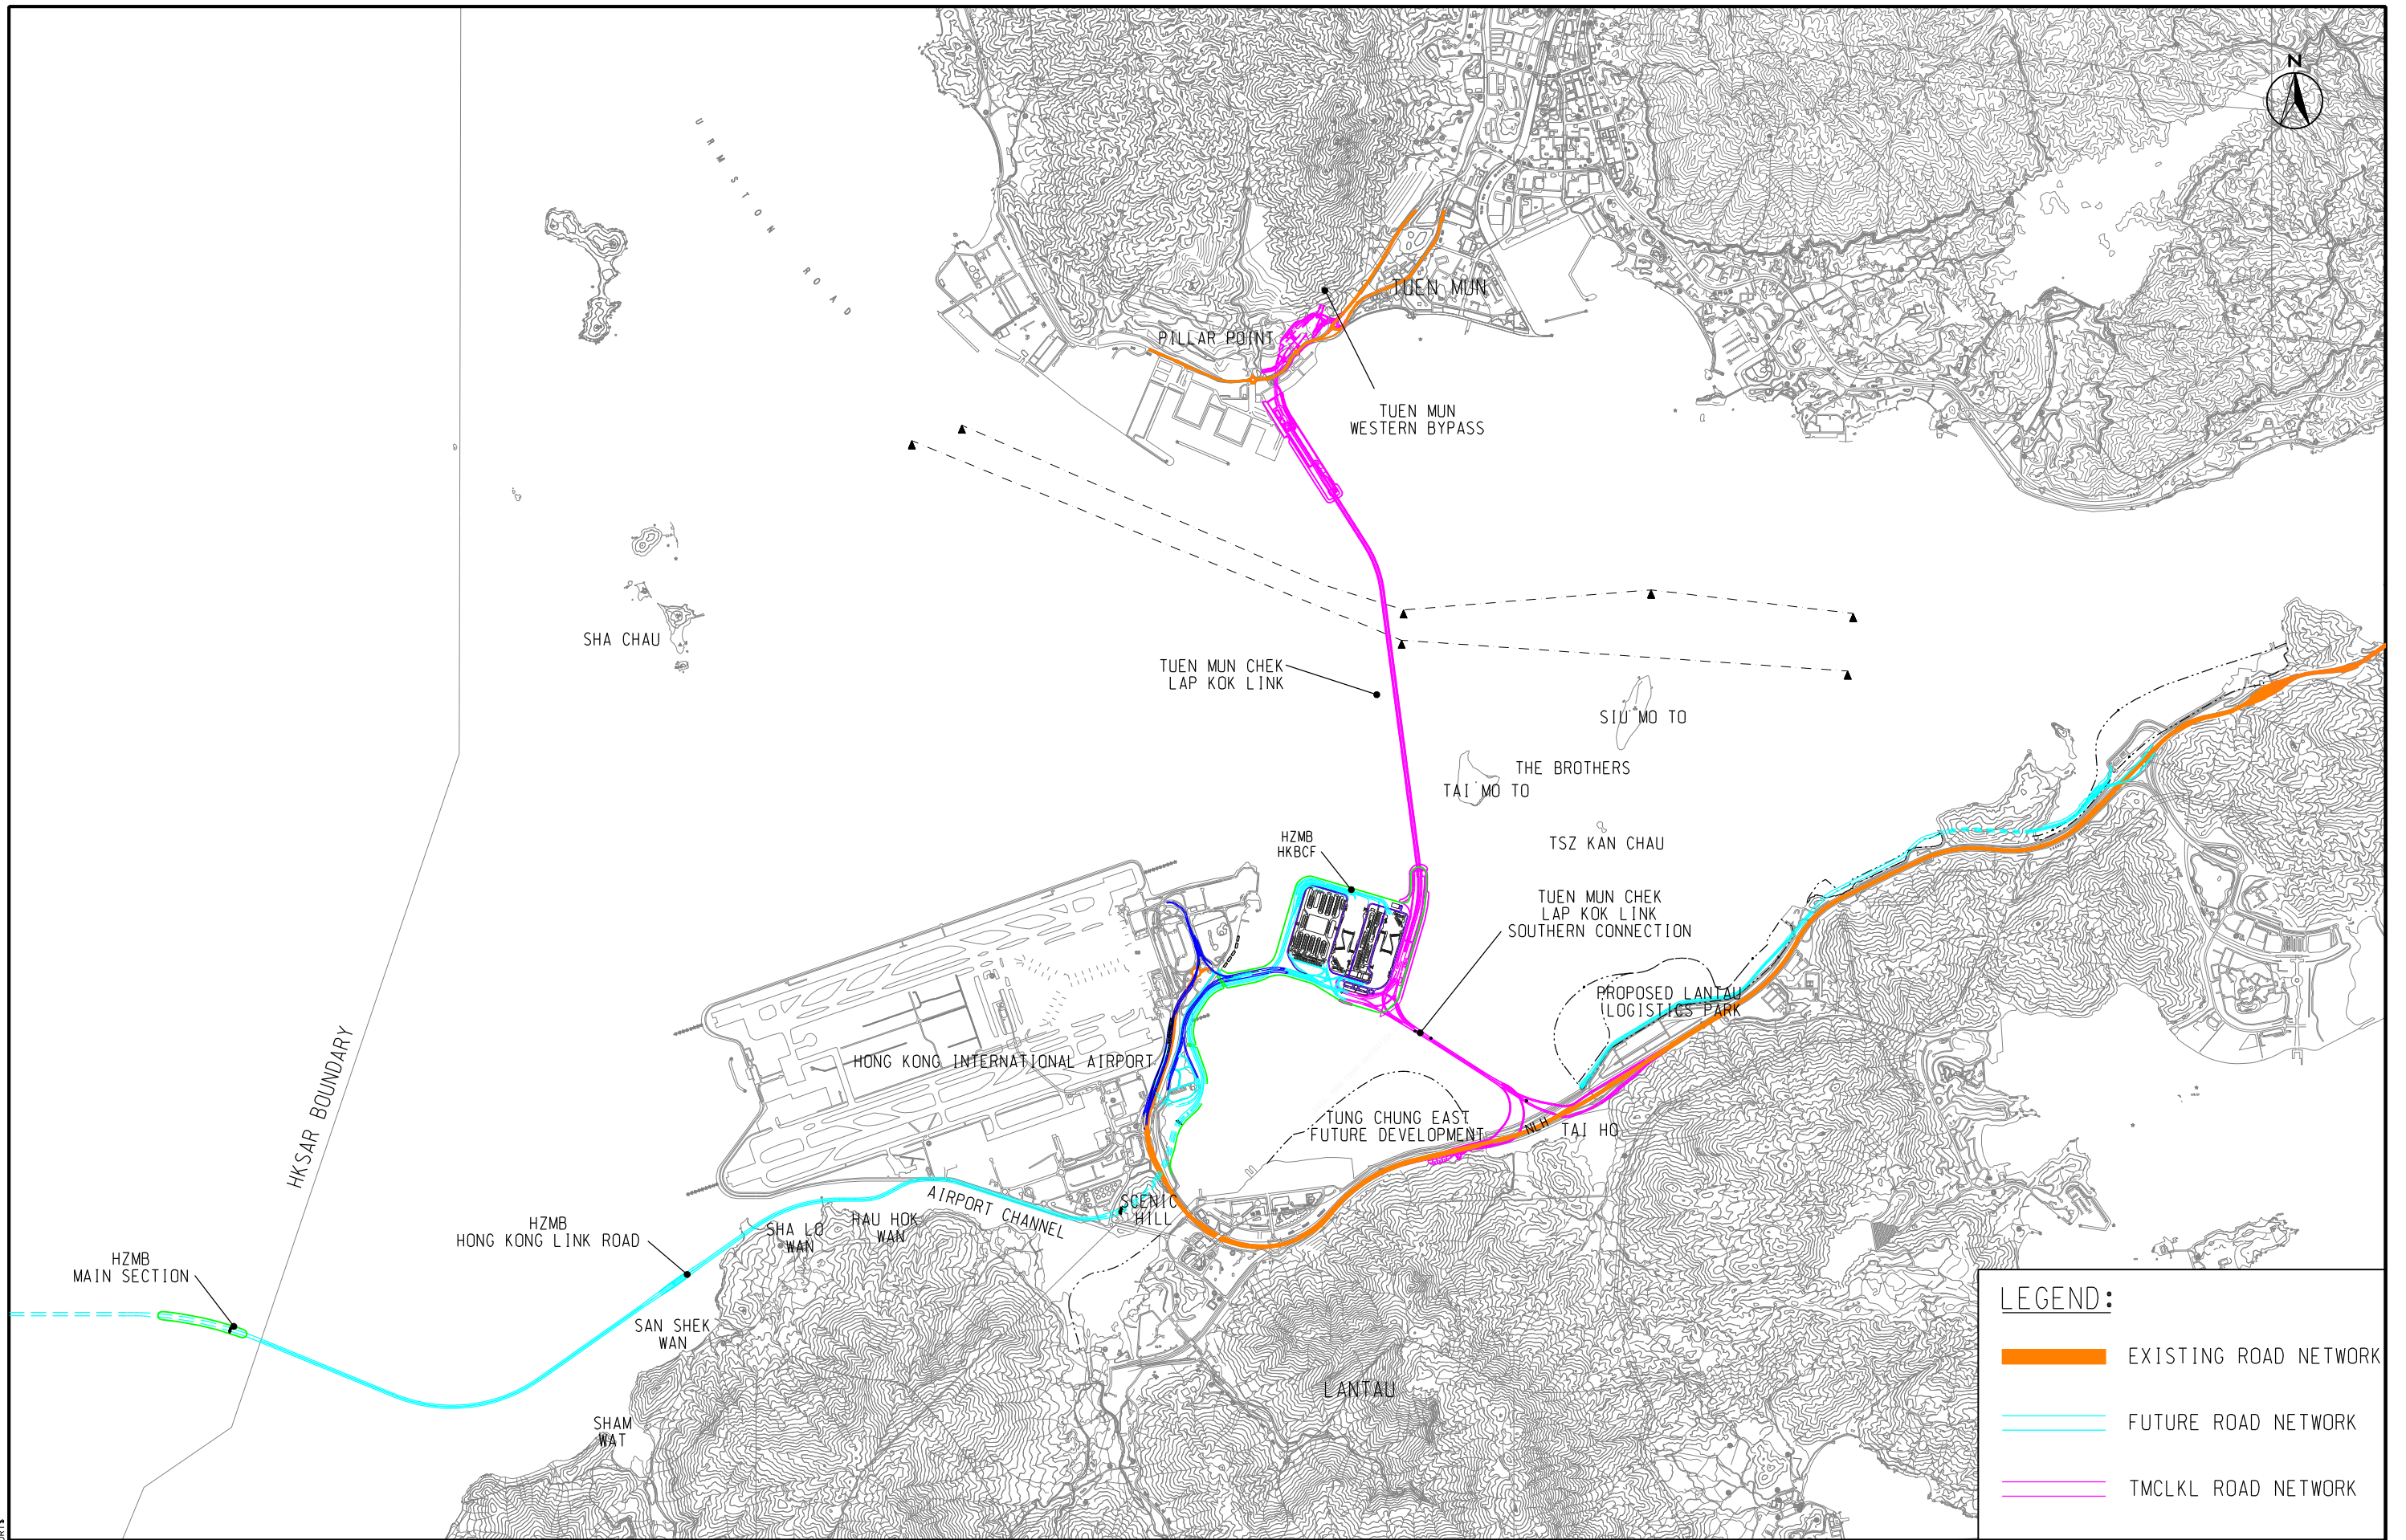 N
URMSTON ROAD
TUEN MUN
PILLAR POINT
TUEN MUN
WESTERN BYPASS
SHA CHAU
TUEN MUN CHEK
LAP KOK LINK
SIU MO TO
THE BROTHERS
TAI MO TO
TSZ KAN CHAU
HZMB
HKBCF
TUEN MUN CHEK
LAP KOK LINK
SOUTHERN CONNECTION
PROPOSED LANTAU
LOGISTICS PARK
HONG KONG INTERNATIONAL AIRPORT
HKSAR BOUNDARY
TUNG CHUNG EAST
FUTURE DEVELOPMENT
NLH
TAI HO
AIRPORT CHANNEL
SCENIC
HILL
SHA LO
WAN
HAU HOK
WAN
HZMB
HONG KONG LINK ROAD
HZMB
MAIN SECTION
SAN SHEK
WAN
LANTAU
SHAM
WAT
LEGEND:
EXISTING ROAD NETWORK
FUTURE ROAD NETWORK
TMCLKL ROAD NETWORK